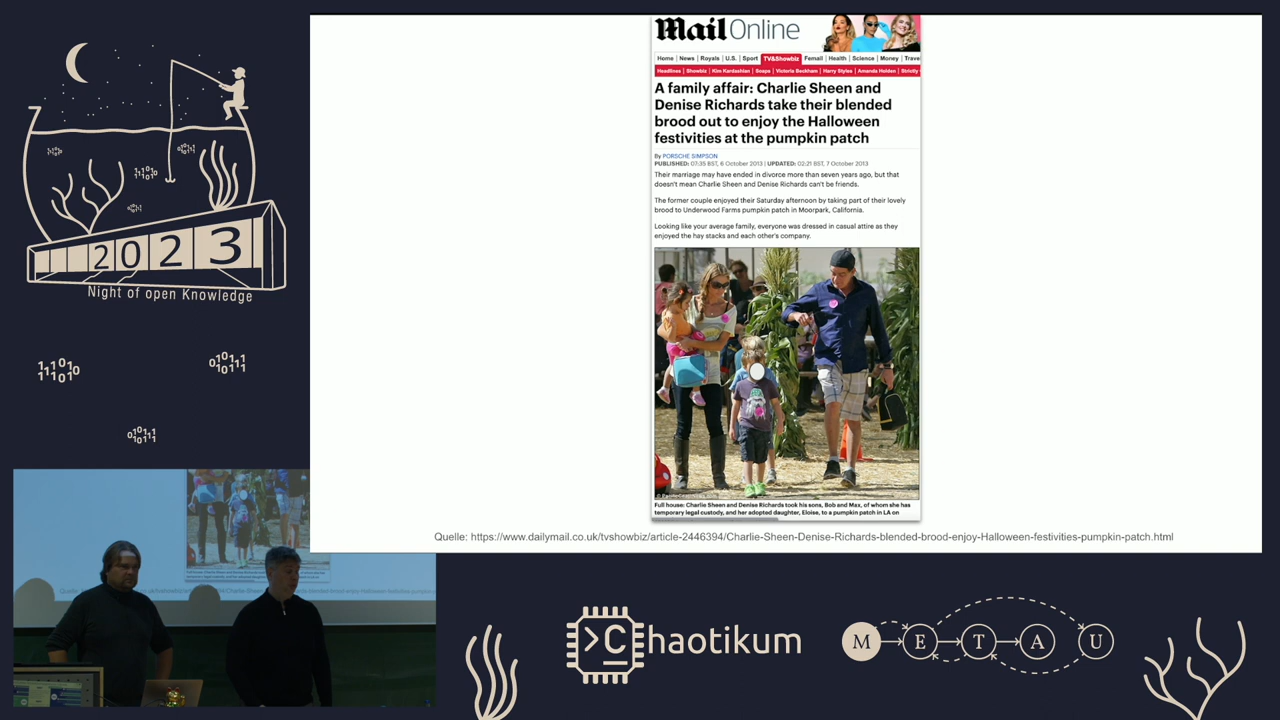 2023
Night of open Knowledge
11101
11101
01011
10111
01011
10111
Mail Online
Home | News | Royals | U.S. | Sport | TV&Showbiz | Femail | Health | Science | Money | Trave
Headlines | Showbiz | Kim Kardashian | Soaps | Victoria Beckham | Harry Styles | Amanda Holden | Strictly
A family affair: Charlie Sheen and
Denise Richards take their blended
brood out to enjoy the Halloween
festivities at the pumpkin patch
By PORSCHE SIMPSON
PUBLISHED: 07:35 BST, 6 October 2013 | UPDATED: 02:21 BST, 7 October 2013
Their marriage may have ended in divorce more than seven years ago, but that
doesn't mean Charlie Sheen and Denise Richards can't be friends.
The former couple enjoyed their Saturday afternoon by taking part of their lovely
brood to Underwood Farms pumpkin patch in Moorpark, California.
Looking like your average family, everyone was dressed in casual attire as they
enjoyed the hay stacks and each other's company.
Full house: Charlie Sheen and Denise Richards took his sons, Bob and Max, of whom she has
temporary legal custody, and her adopted daughter, Eloise, to a pumpkin patch in LA on
Quelle: https://www.dailymail.co.uk/tvshowbiz/article-2446394/Charlie-Sheen-Denise-Richards-blended-brood-enjoy-Halloween-festivities-pumpkin-patch.html
>Chaotikum
M E T A U